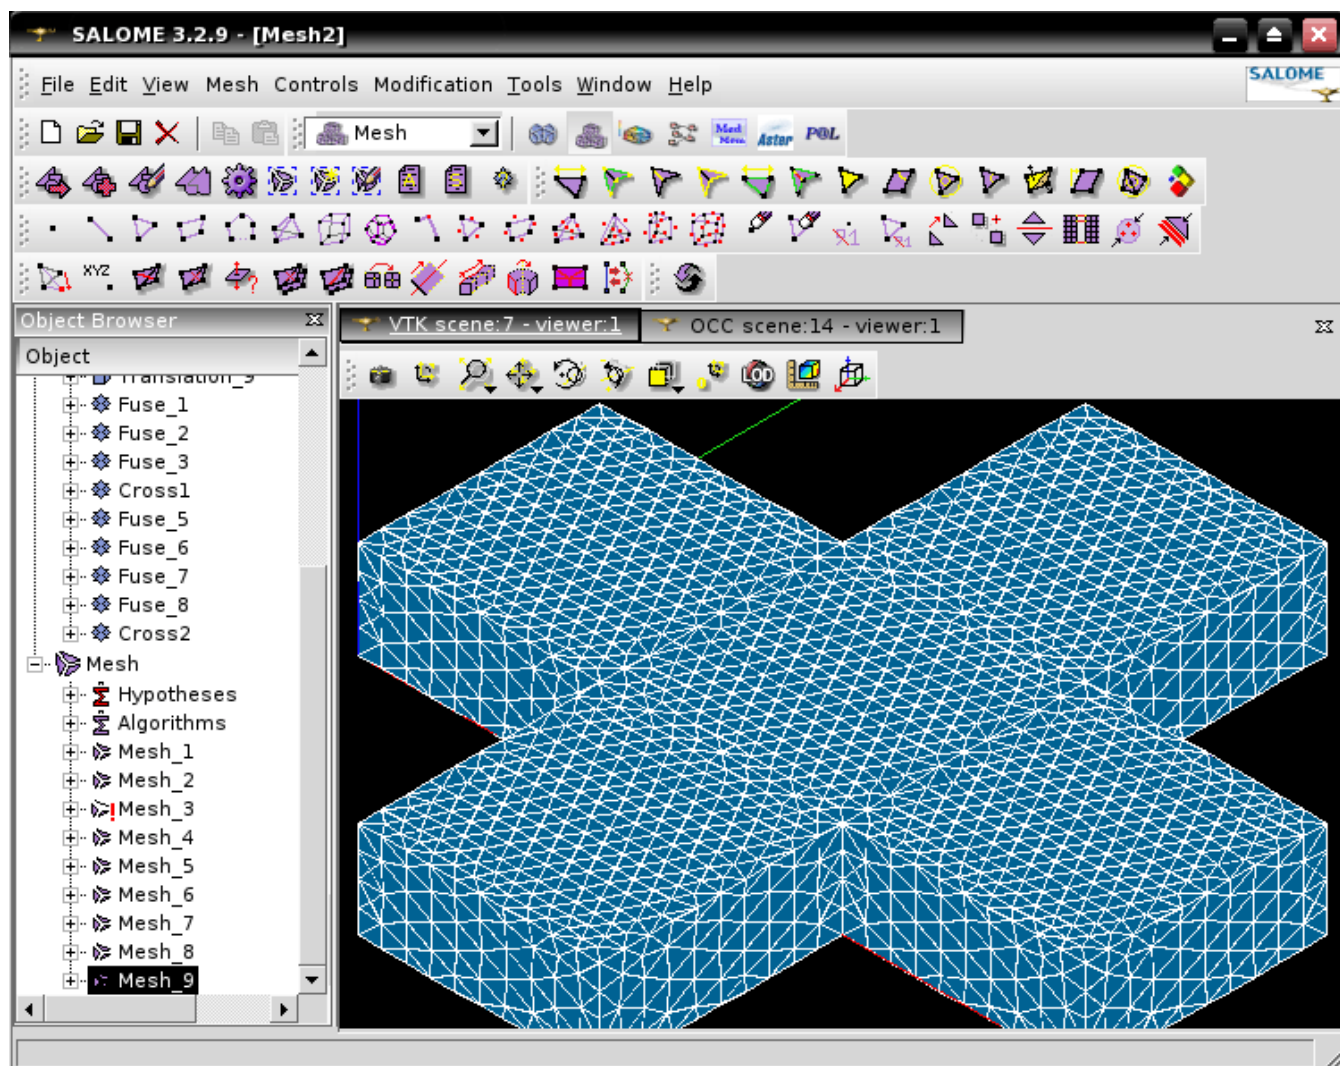 SALOME 3.2.9 - [Mesh2]
File Edit View Mesh Controls Modification Tools Window Help
SALOME
Mesh
Med
Mem
Aster
POL
XYZ
Object Browser
VTK scene:7 - viewer:1
OCC scene:14 - viewer:1
Object
LOD
Translation_9
Fuse_1
Fuse_2
Fuse_3
Cross1
Fuse_5
Fuse_6
Fuse_7
Fuse_8
Cross2
Mesh
Hypotheses
Algorithms
Mesh_1
Mesh_2
Mesh_3
Mesh_4
Mesh_5
Mesh_6
Mesh_7
Mesh_8
Mesh_9